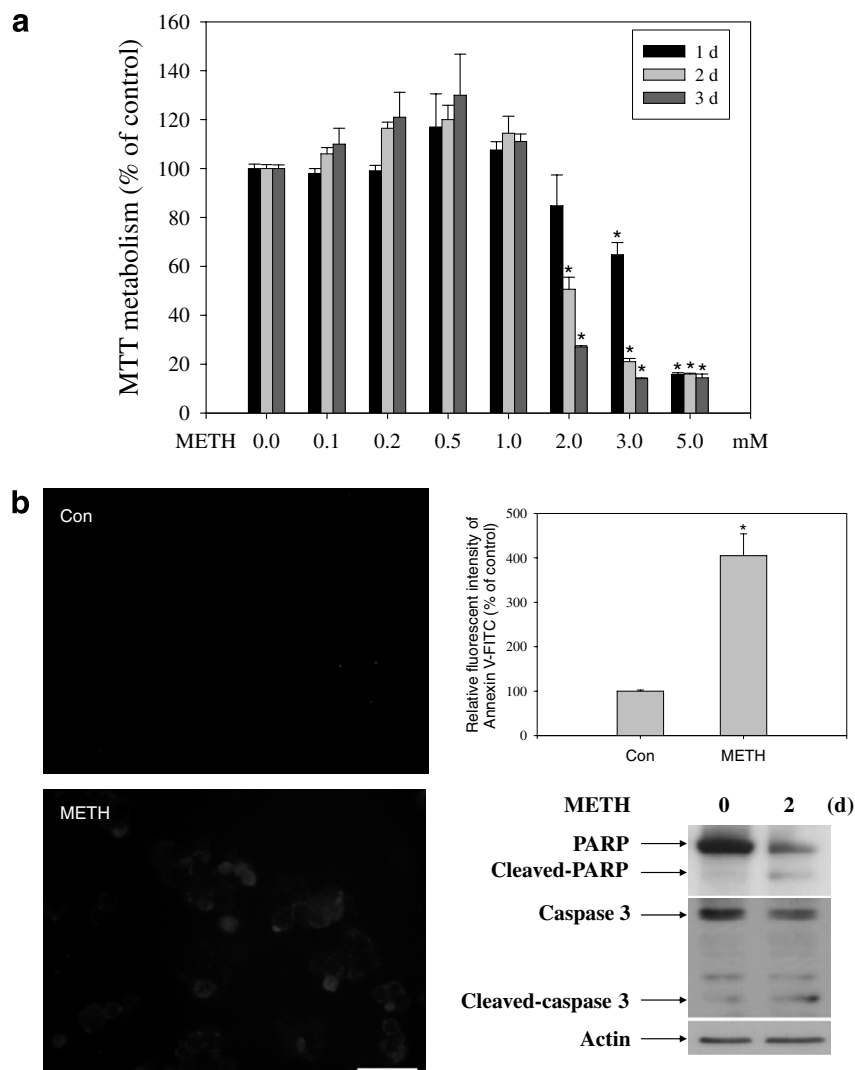 a
MTT metabolism (% of control)
160
140
120
100
80
60
40
20
0
1 d
2 d
3 d
*
*
*
*
*
* * *
METH 0.0 0.1 0.2 0.5 1.0 2.0 3.0 5.0 mM
b
Con
Relative fluorescent intensity of
Annexin V-FITC (% of control)
500
400
300
200
100
0
*
Con METH
METH
METH 0 2 (d)
PARP
Cleaved-PARP
Caspase 3
Cleaved-caspase 3
Actin